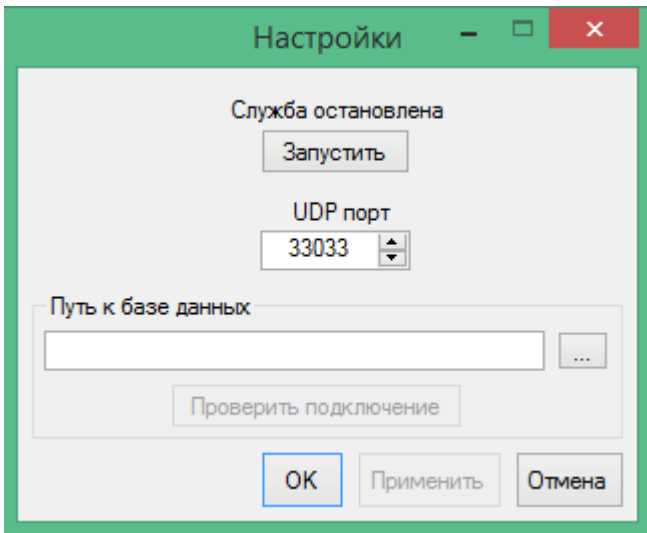 Настройки
Служба остановлена
Запустить
UDP порт
33033
Путь к базе данных
...
Проверить подключение
OK Применить Отмена